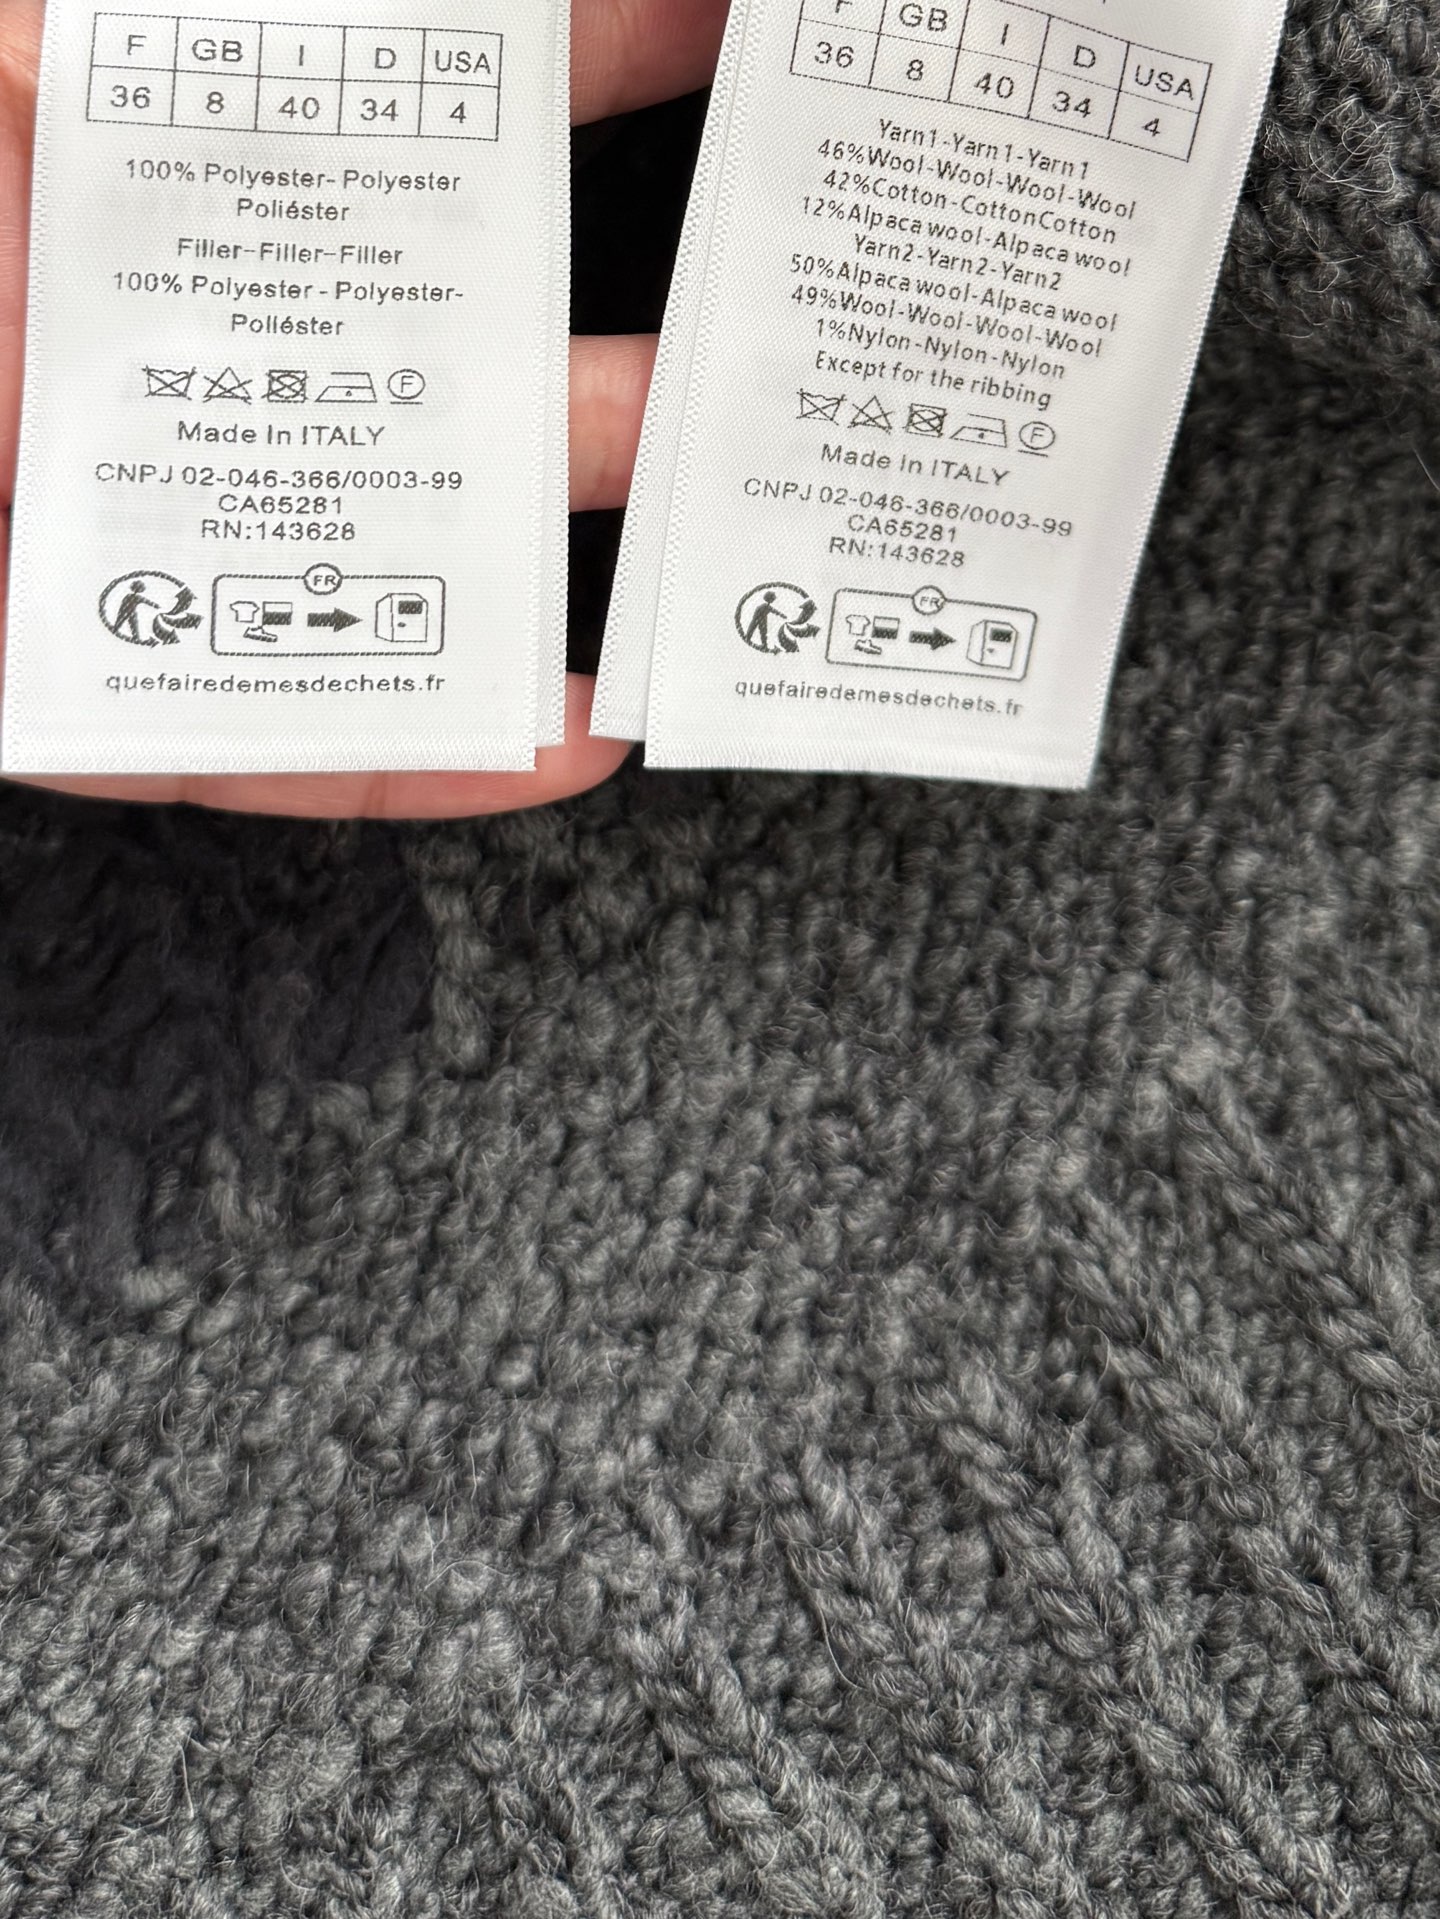 F GB I D USA
36 8 40 34 4
100% Polyester- Polyester
Poliéster
Filler-Filler-Filler
100% Polyester - Polyester-
Poliéster
F
Made In ITALY
CNPJ 02-046-366/0003-99
CA65281
RN:143628
FR
quefairedemesdechets.fr
F GB I D USA
36 8 40 34 4
Yarn1-Yarn1-Yarn1
46%Wool-Wool-Wool-Wool
42%Cotton-CottonCotton
12%Alpaca wool-Alpaca wool
Yarn2-Yarn2-Yarn2
50%Alpaca wool-Alpaca wool
49%Wool-Wool-Wool-Wool
1%Nylon-Nylon-Nylon
Except for the ribbing
F
Made in ITALY
CNPJ 02-046-366/0003-99
CA65281
RN:143628
FR
quefairedemesdechets.fr